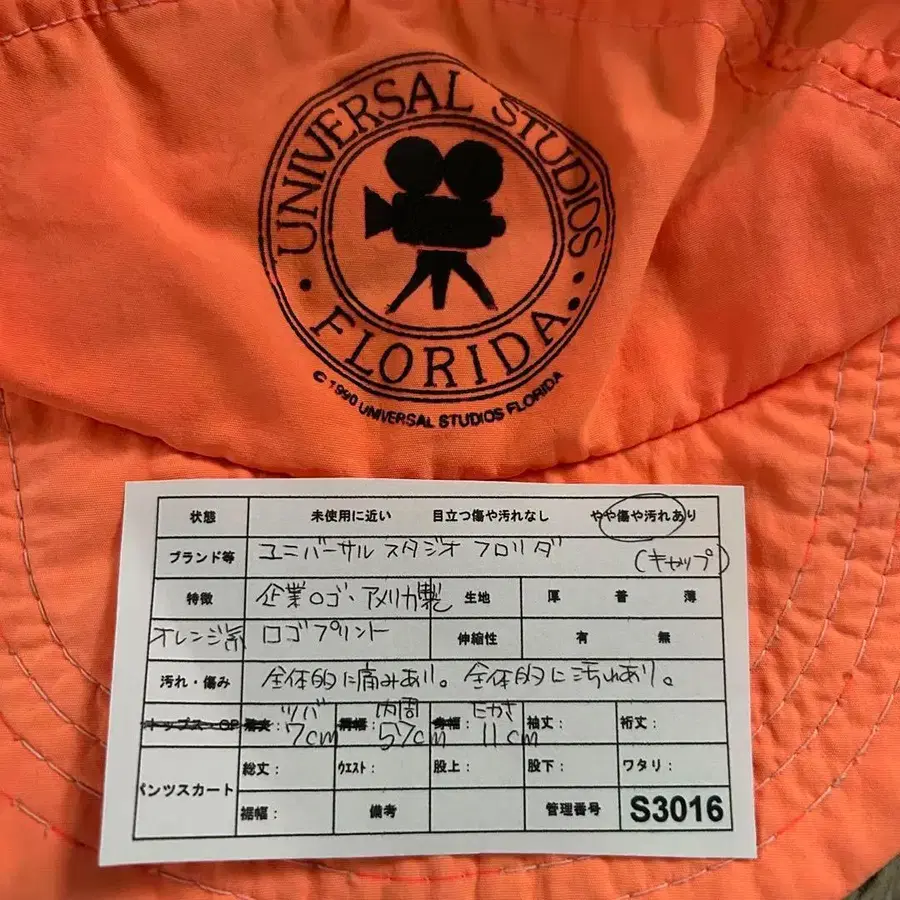 UNIVERSAL STUDIOS
• FLORIDA •
© 1990 UNIVERSAL STUDIOS FLORIDA
状態 未使用に近い 目立つ傷や汚れなし やや傷や汚れあり
ブランド等 ユニバーサルスタジオ フロリダ (キャップ)
特徴 企業ロゴ・アメリカ製 生地 厚 普 薄
オレンジ系 ロゴプリント 伸縮性 有 無
汚れ・傷み 全体的に痛みあり。全体的に汚れあり。
ツバ 内周 たかさ
7cm 57cm 11cm 袖丈: 裄丈:
パンツスカート 総丈: ウエスト: 股上: 股下: ワタリ:
裾幅: 備考 管理番号 S3016